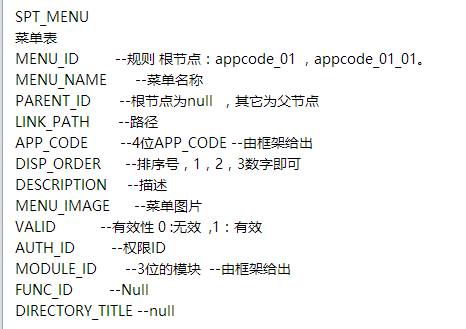 SPT_MENU
菜单表
MENU_ID --规则 根节点：appcode_01 ，appcode_01_01。
MENU_NAME --菜单名称
PARENT_ID --根节点为null ，其它为父节点
LINK_PATH --路径
APP_CODE --4位APP_CODE --由框架给出
DISP_ORDER --排序号，1，2，3数字即可
DESCRIPTION --描述
MENU_IMAGE --菜单图片
VALID --有效性 0 :无效 ,1：有效
AUTH_ID --权限ID
MODULE_ID --3位的模块 --由框架给出
FUNC_ID --Null
DIRECTORY_TITLE --null